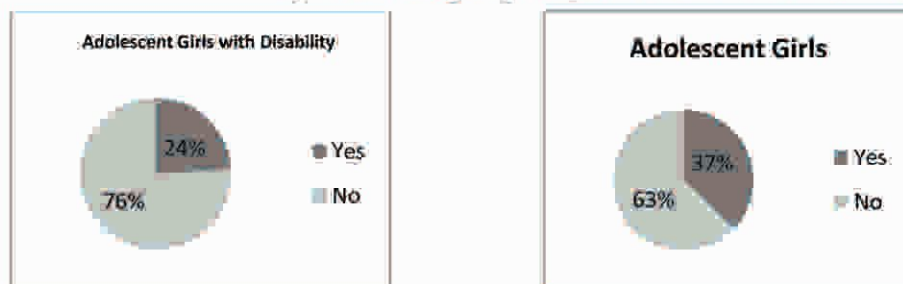 Adolescent Girls with Disability
24%
76%
Yes
No
Adolescent Girls
37%
63%
Yes
No